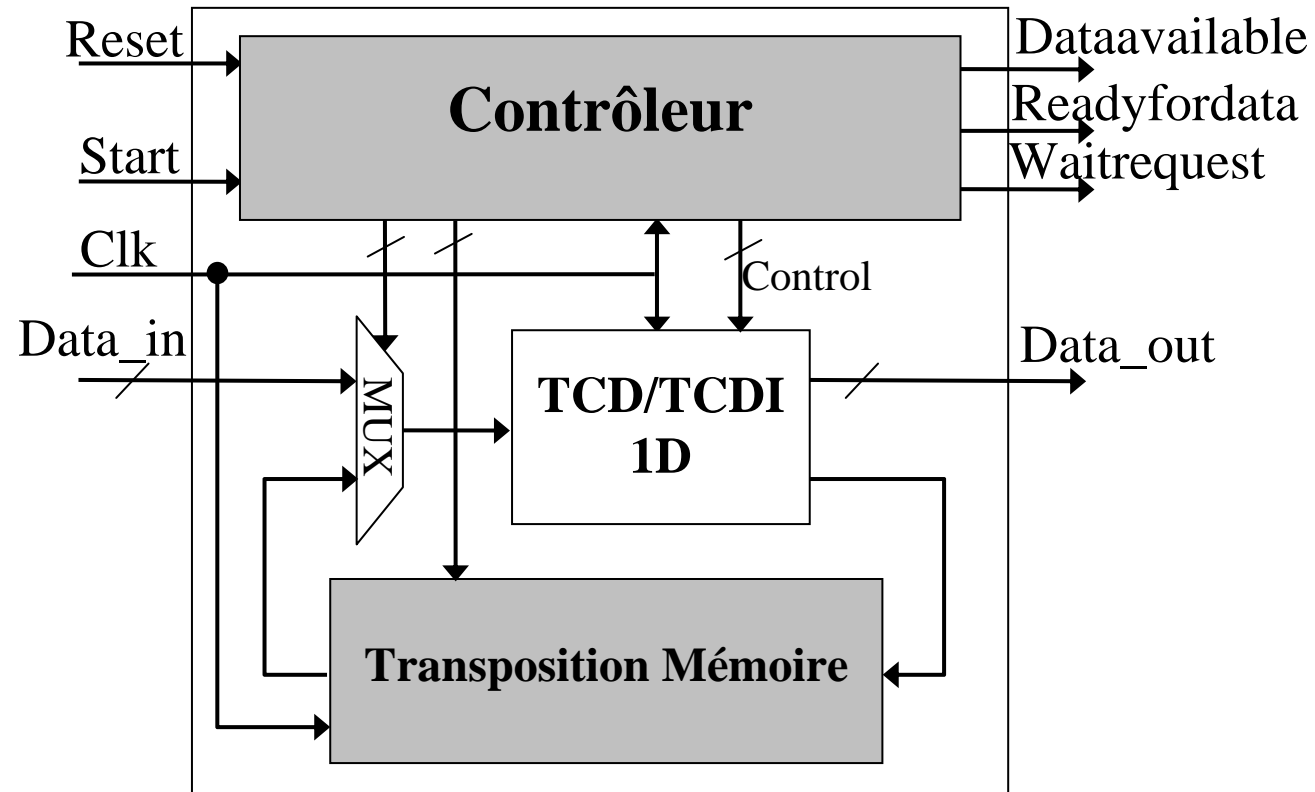 Reset
Dataavailable
Contrôleur
Readyfordata
Start
Waitrequest
Clk
Control
Data_in
Data_out
MUX
TCD/TCDI
1D
Transposition Mémoire